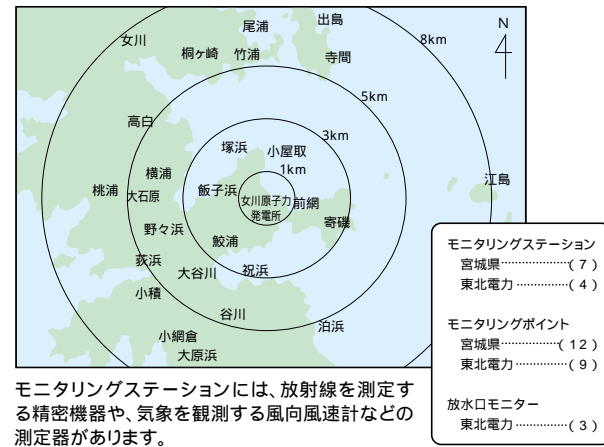 尾浦
出島
女川
N
8km
桐ヶ崎
竹浦
寺間
5km
高白
3km
塚浜
小屋取
1km
横浦
江島
桃浦
大石原
飯子浜
女川原子力
発電所
前網
寄磯
野々浜
鮫浦
荻浜
大谷川
祝浜
小積
谷川
泊浜
小網倉
大原浜
モニタリングステーション
宮城県………………(7)
東北電力……………(4)
モニタリングポイント
宮城県………………(12)
東北電力……………(9)
放水口モニター
東北電力……………(3)
モニタリングステーションには、放射線を測定す
る精密機器や、気象を観測する風向風速計などの
測定器があります。